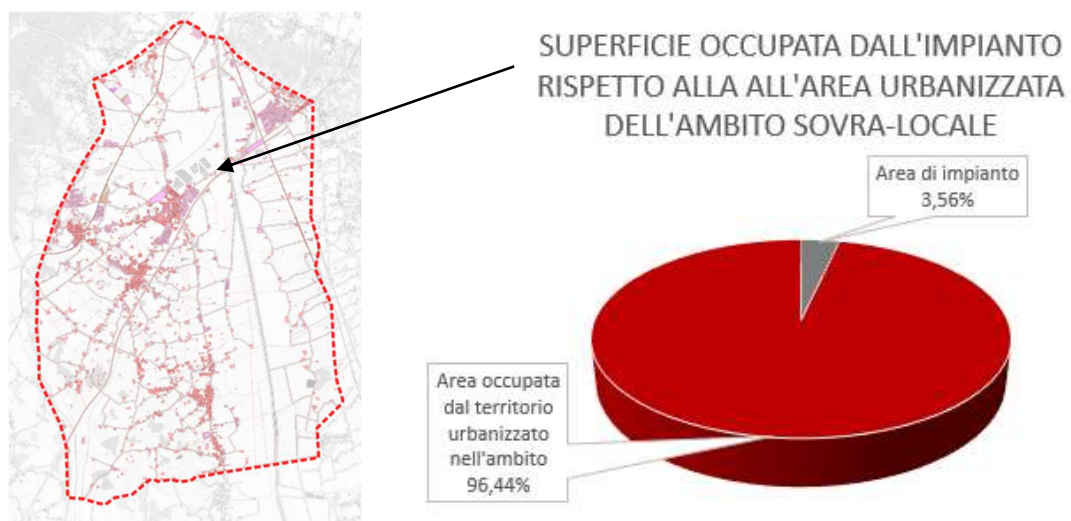 SUPERFICIE OCCUPATA DALL'IMPIANTO
RISPETTO ALLA ALL'AREA URBANIZZATA
DELL'AMBITO SOVRA-LOCALE
Area di impianto
3,56%
Area occupata
dal territorio
urbanizzato
nell'ambito
96,44%